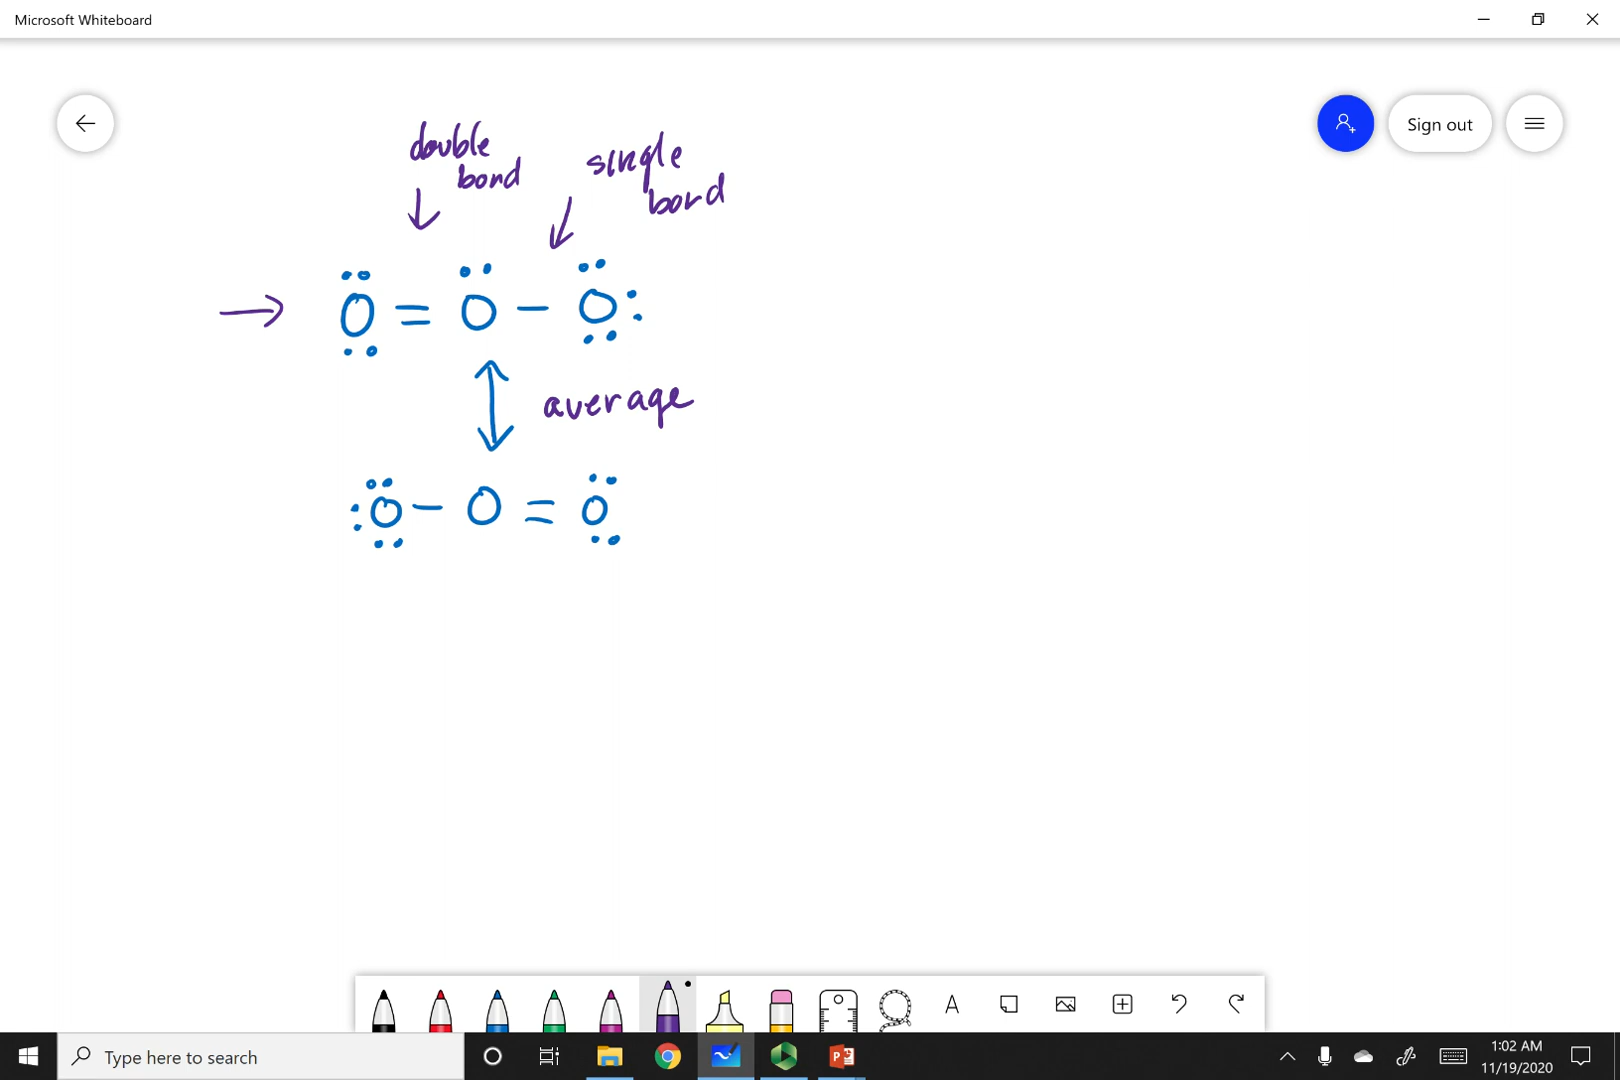 Microsoft Whiteboard
Sign out
double
bond
single
bond
O = O - O
average
O - O = O
A
Type here to search
1:02 AM
11/19/2020